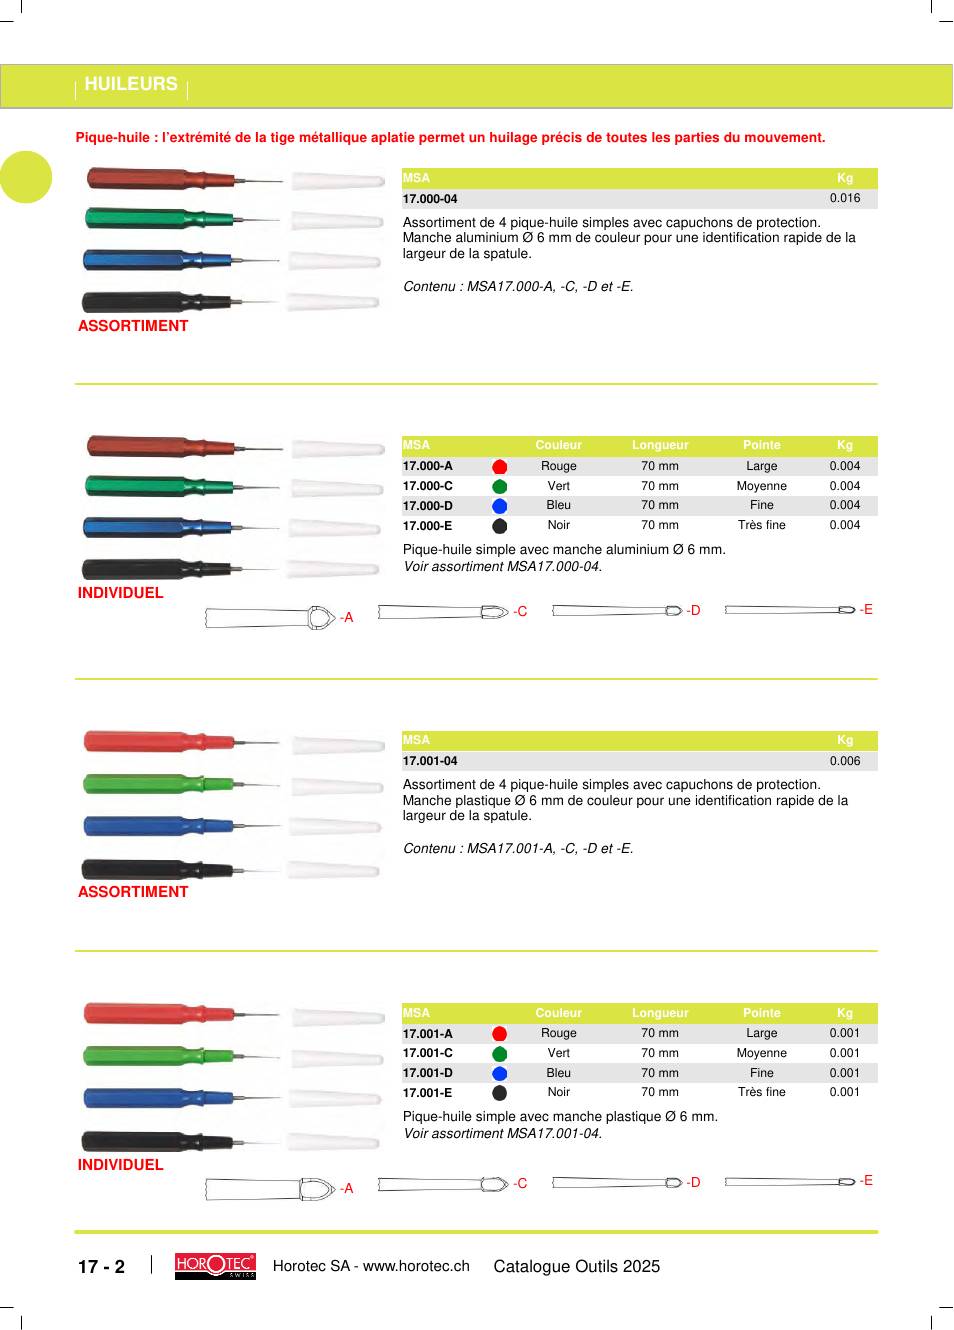 HUILEURS
Pique-huile : l'extrémité de la tige métallique aplatie permet un huilage précis de toutes les parties du mouvement.
MSA Kg
17.000-04 0.016
Assortiment de 4 pique-huile simples avec capuchons de protection.
Manche aluminium Ø 6 mm de couleur pour une identification rapide de la
largeur de la spatule.
Contenu : MSA17.000-A, -C, -D et -E.
ASSORTIMENT
MSA Couleur Longueur Pointe Kg
17.000-A Rouge 70 mm Large 0.004
17.000-C Vert 70 mm Moyenne 0.004
17.000-D Bleu 70 mm Fine 0.004
17.000-E Noir 70 mm Très fine 0.004
Pique-huile simple avec manche aluminium Ø 6 mm.
Voir assortiment MSA17.000-04.
INDIVIDUEL
-A -C -D -E
MSA Kg
17.001-04 0.006
Assortiment de 4 pique-huile simples avec capuchons de protection.
Manche plastique Ø 6 mm de couleur pour une identification rapide de la
largeur de la spatule.
Contenu : MSA17.001-A, -C, -D et -E.
ASSORTIMENT
MSA Couleur Longueur Pointe Kg
17.001-A Rouge 70 mm Large 0.001
17.001-C Vert 70 mm Moyenne 0.001
17.001-D Bleu 70 mm Fine 0.001
17.001-E Noir 70 mm Très fine 0.001
Pique-huile simple avec manche plastique Ø 6 mm.
Voir assortiment MSA17.001-04.
INDIVIDUEL
-A -C -D -E
17 - 2 HOROTEC® SWISS Horotec SA - www.horotec.ch Catalogue Outils 2025